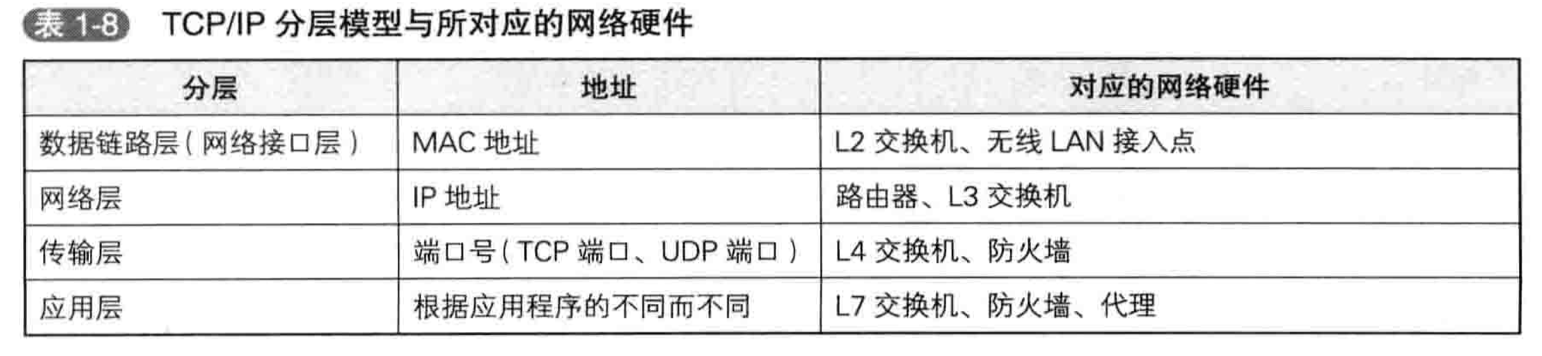 表 1-8 TCP/IP 分层模型与所对应的网络硬件
分层 地址 对应的网络硬件
数据链路层(网络接口层) MAC 地址 L2 交换机、无线 LAN 接入点
网络层 IP 地址 路由器、L3 交换机
传输层 端口号(TCP 端口、UDP 端口) L4 交换机、防火墙
应用层 根据应用程序的不同而不同 L7 交换机、防火墙、代理